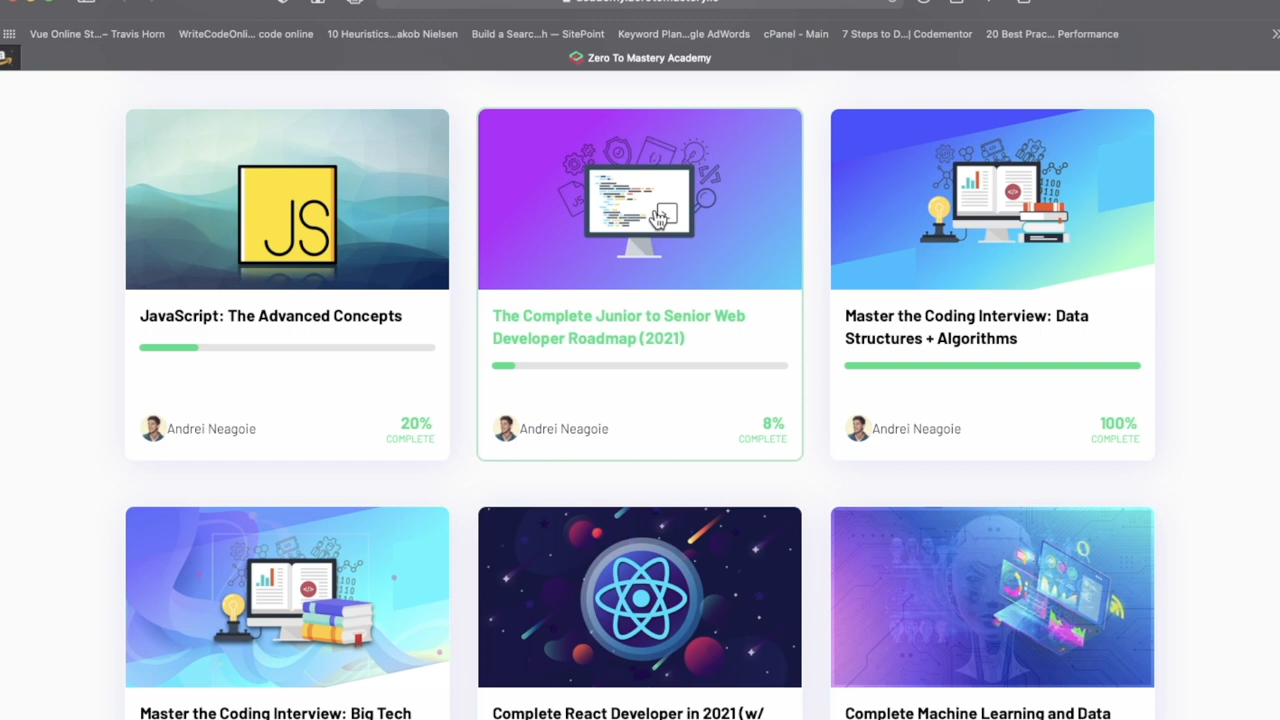 Vue Online St...– Travis Horn
WriteCodeOnli... code online
10 Heuristics...akob Nielsen
Build a Searc...h — SitePoint
Keyword Plan...gle AdWords
cPanel - Main
7 Steps to D...| Codementor
20 Best Prac... Performance
Zero To Mastery Academy
JS
JavaScript: The Advanced Concepts
Andrei Neagoie
20%
COMPLETE
The Complete Junior to Senior Web
Developer Roadmap (2021)
Andrei Neagoie
8%
COMPLETE
Master the Coding Interview: Data
Structures + Algorithms
Andrei Neagoie
100%
COMPLETE
Master the Coding Interview: Big Tech
Complete React Developer in 2021 (w/
Complete Machine Learning and Data